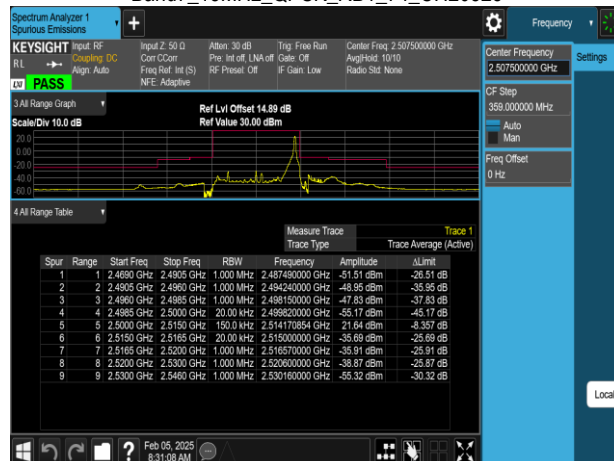 Spectrum Analyzer 1
Spurious Emissions
+
Frequency
KEYSIGHT
Input: RF
Input Z: 50 Ω
Atten: 30 dB
Trig: Free Run
Center Freq: 2.507500000 GHz
RL
Coupling: DC
Corr CCorr
Pre: Int off, LNA off
Gate: Off
Avg|Hold: 10/10
Align: Auto
Freq Ref: Int (S)
RF Presel: Off
IF Gain: Low
Radio Std: None
LXI
PASS
NFE: Adaptive
Center Frequency
2.507500000 GHz
Settings
CF Step
359.000000 MHz
Auto
Man
Freq Offset
0 Hz
3 All Range Graph
Ref Lvl Offset 14.89 dB
Scale/Div 10.0 dB
Ref Value 30.00 dBm
20.0
0.00
-20.0
-40.0
-60.0
4 All Range Table
Measure Trace Trace 1
Trace Type Trace Average (Active)
Spur Range Start Freq Stop Freq RBW Frequency Amplitude ΔLimit
1 1 2.4690 GHz 2.4905 GHz 1.000 MHz 2.487490000 GHz -51.51 dBm -26.51 dB
2 2 2.4905 GHz 2.4960 GHz 1.000 MHz 2.494240000 GHz -48.95 dBm -35.95 dB
3 3 2.4960 GHz 2.4985 GHz 1.000 MHz 2.498150000 GHz -47.83 dBm -37.83 dB
4 4 2.4985 GHz 2.5000 GHz 20.00 kHz 2.499820000 GHz -55.17 dBm -45.17 dB
5 5 2.5000 GHz 2.5150 GHz 150.0 kHz 2.514170854 GHz 21.64 dBm -8.357 dB
6 6 2.5150 GHz 2.5165 GHz 20.00 kHz 2.515000000 GHz -35.69 dBm -25.69 dB
7 7 2.5165 GHz 2.5200 GHz 1.000 MHz 2.516570000 GHz -35.91 dBm -25.91 dB
8 8 2.5200 GHz 2.5300 GHz 1.000 MHz 2.520600000 GHz -38.87 dBm -25.87 dB
9 9 2.5300 GHz 2.5460 GHz 1.000 MHz 2.530160000 GHz -55.32 dBm -30.32 dB
Local
?
Feb 05, 2025
8:31:08 AM